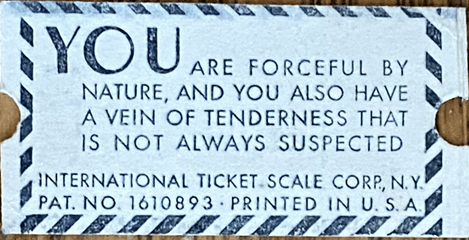 YOU ARE FORCEFUL BY
NATURE, AND YOU ALSO HAVE
A VEIN OF TENDERNESS THAT
IS NOT ALWAYS SUSPECTED
INTERNATIONAL TICKET SCALE CORP., N.Y.
PAT. NO. 1610893 · PRINTED IN U.S.A.